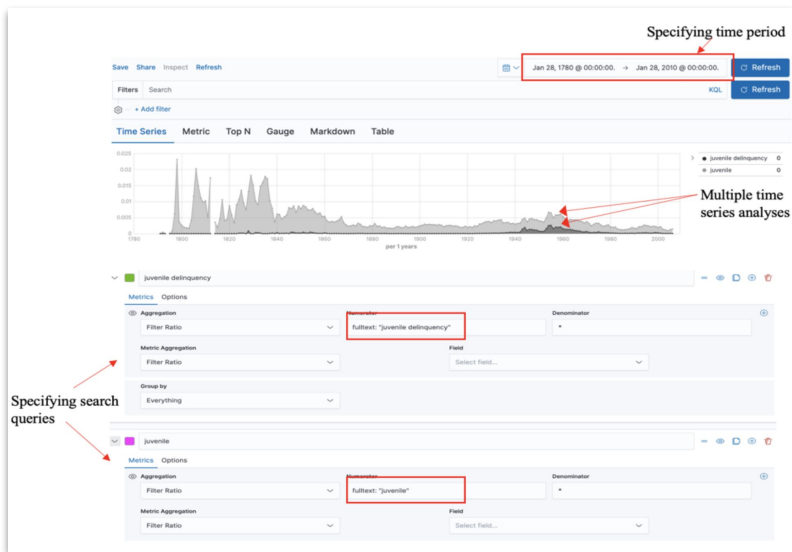 Specifying time period
Save Share Inspect Refresh
Jan 28, 1780 @ 00:00:00. → Jan 28, 2010 @ 00:00:00.
Refresh
Filters Search KQL
Refresh
+ Add filter
Time Series Metric Top N Gauge Markdown Table
0.025
0.02
0.015
0.01
0.005
0
1780 1800 1820 1840 1860 1880 1900 1920 1940 1960 1980 2000
per 1 years
juvenile delinquency 0
juvenile 0
Multiple time
series analyses
juvenile delinquency
Metrics Options
Aggregation Numerator Denominator
Filter Ratio fulltext: "juvenile delinquency" *
Metric Aggregation Field
Filter Ratio Select field...
Group by
Everything
Specifying search
queries
juvenile
Metrics Options
Aggregation Numerator Denominator
Filter Ratio fulltext: "juvenile" *
Metric Aggregation Field
Filter Ratio Select field...